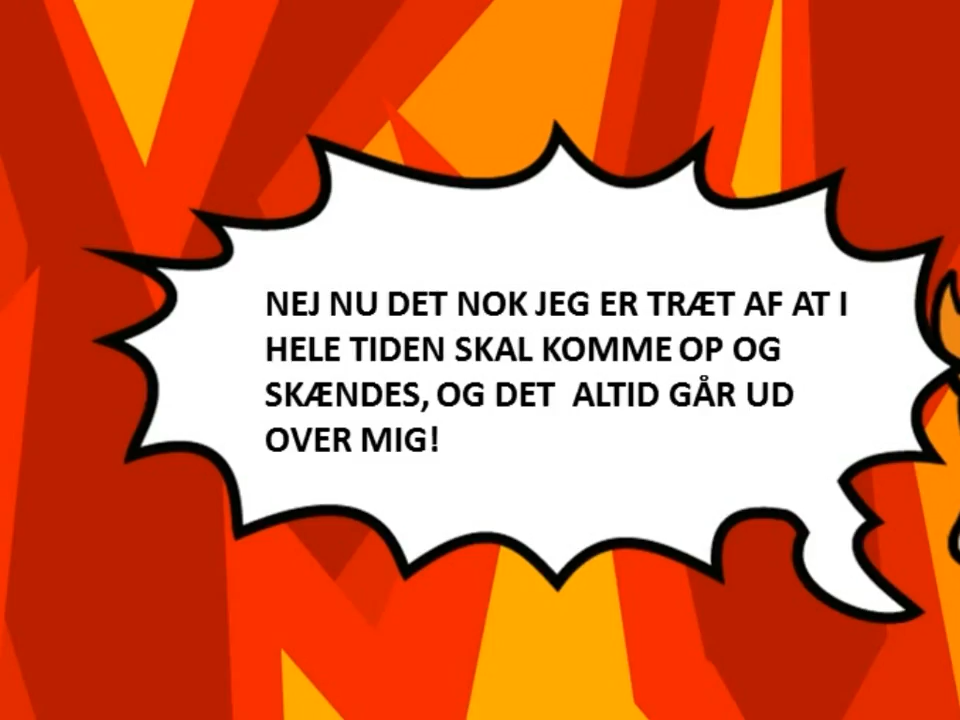 NEJ NU DET NOK JEG ER TRÆT AF AT I
HELE TIDEN SKAL KOMME OP OG
SKÆNDES, OG DET  ALTID GÅR UD
OVER MIG!